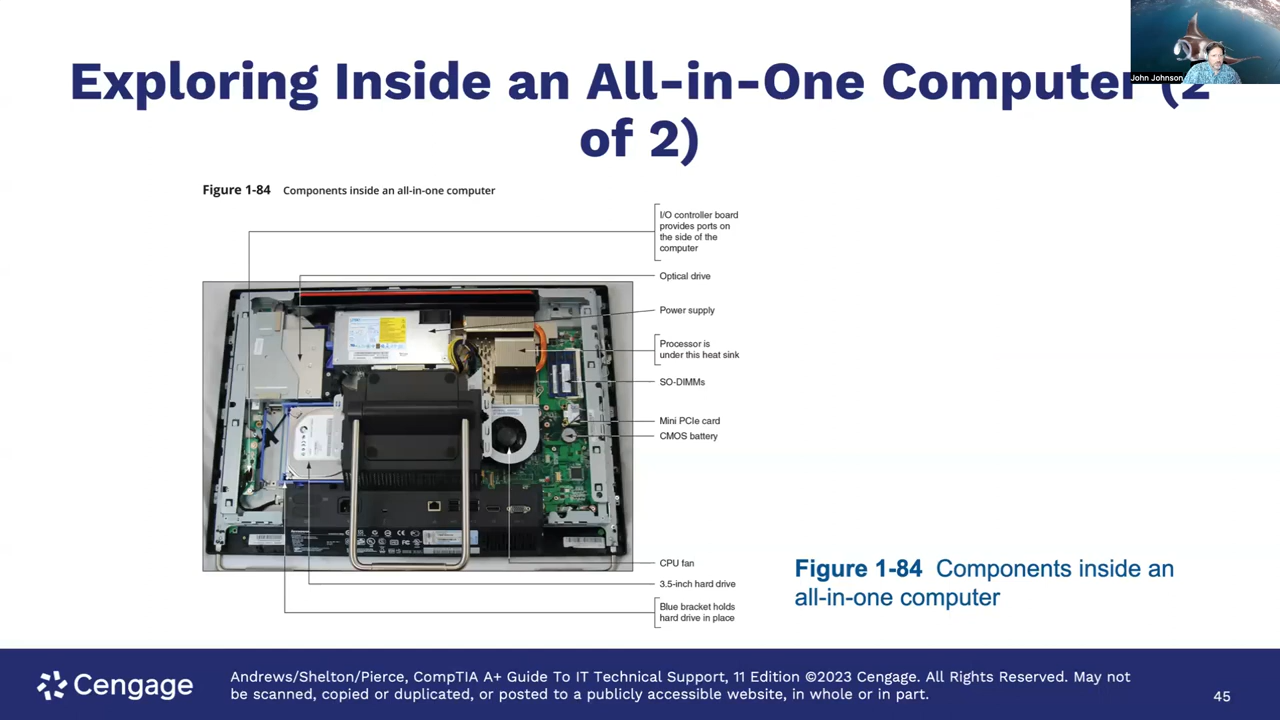 John Johnson
Exploring Inside an All-in-One Computer (2
of 2)
Figure 1-84 Components inside an all-in-one computer
I/O controller board
provides ports on
the side of the
computer
Optical drive
Power supply
Processor is
under this heat sink
SO-DIMMs
Mini PCIe card
CMOS battery
CPU fan
3.5-inch hard drive
Blue bracket holds
hard drive in place
Figure 1-84 Components inside an
all-in-one computer
Cengage
Andrews/Shelton/Pierce, CompTIA A+ Guide To IT Technical Support, 11 Edition ©2023 Cengage. All Rights Reserved. May not
be scanned, copied or duplicated, or posted to a publicly accessible website, in whole or in part.
45